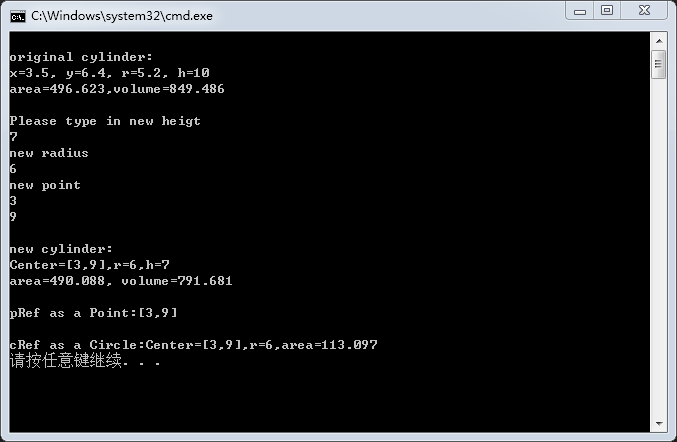 C:\Windows\system32\cmd.exe
original cylinder:
x=3.5, y=6.4, r=5.2, h=10
area=496.623,volume=849.486
Please type in new heigt
7
new radius
6
new point
3
9
new cylinder:
Center=[3,9],r=6,h=7
area=490.088, volume=791.681
pRef as a Point:[3,9]
cRef as a Circle:Center=[3,9],r=6,area=113.097
请按任意键继续. . .